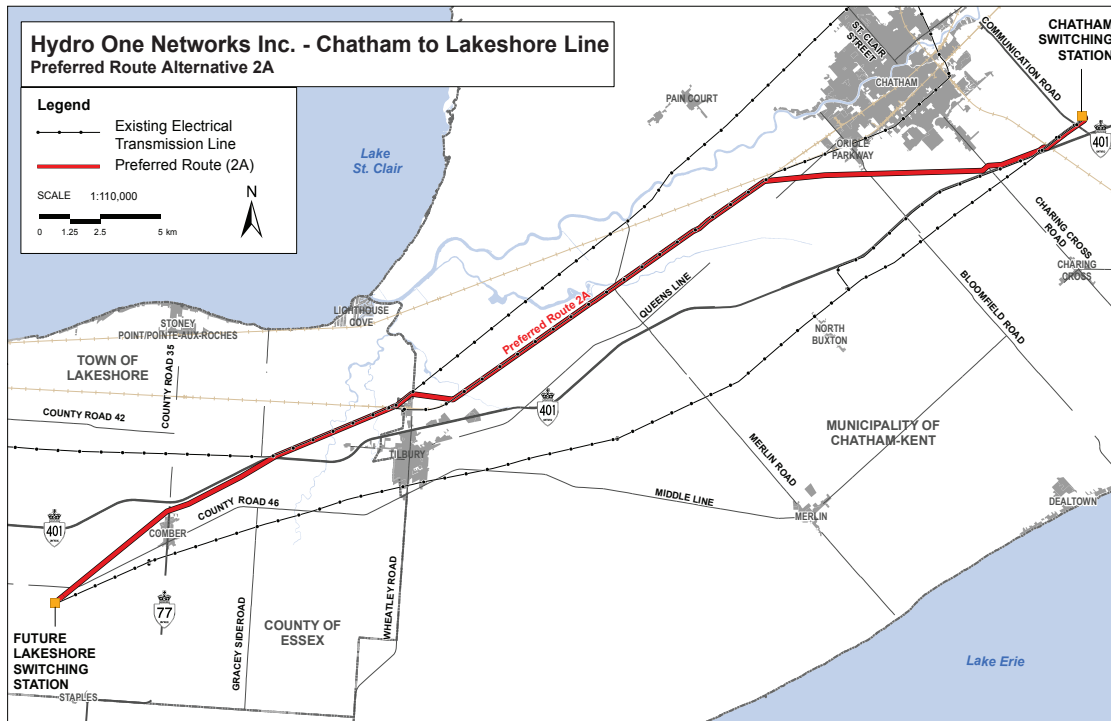 Hydro One Networks Inc. - Chatham to Lakeshore Line
Preferred Route Alternative 2A
Legend
Existing Electrical
Transmission Line
Preferred Route (2A)
SCALE 1:110,000
N
0 1.25 2.5 5 km
Lake
St. Clair
PAIN COURT
ST. CLAIR
STREET
CHATHAM
COMMUNICATION ROAD
CHATHAM
SWITCHING
STATION
401
ORIOLE
PARKWAY
CHARING CROSS
ROAD
CHARING
CROSS
BLOOMFIELD ROAD
QUEENS LINE
Preferred Route 2A
LIGHTHOUSE
COVE
STONEY
POINT/POINTE-AUX-ROCHES
TOWN OF
LAKESHORE
COUNTY ROAD 35
COUNTY ROAD 42
NORTH
BUXTON
401
TILBURY
MUNICIPALITY OF
CHATHAM-KENT
MERLIN ROAD
MIDDLE LINE
MERLIN
DEALTOWN
COUNTY ROAD 46
401
COMBER
77
WHEATLEY ROAD
GRACEY SIDEROAD
COUNTY OF
ESSEX
FUTURE
LAKESHORE
SWITCHING
STATION
STAPLES
Lake Erie